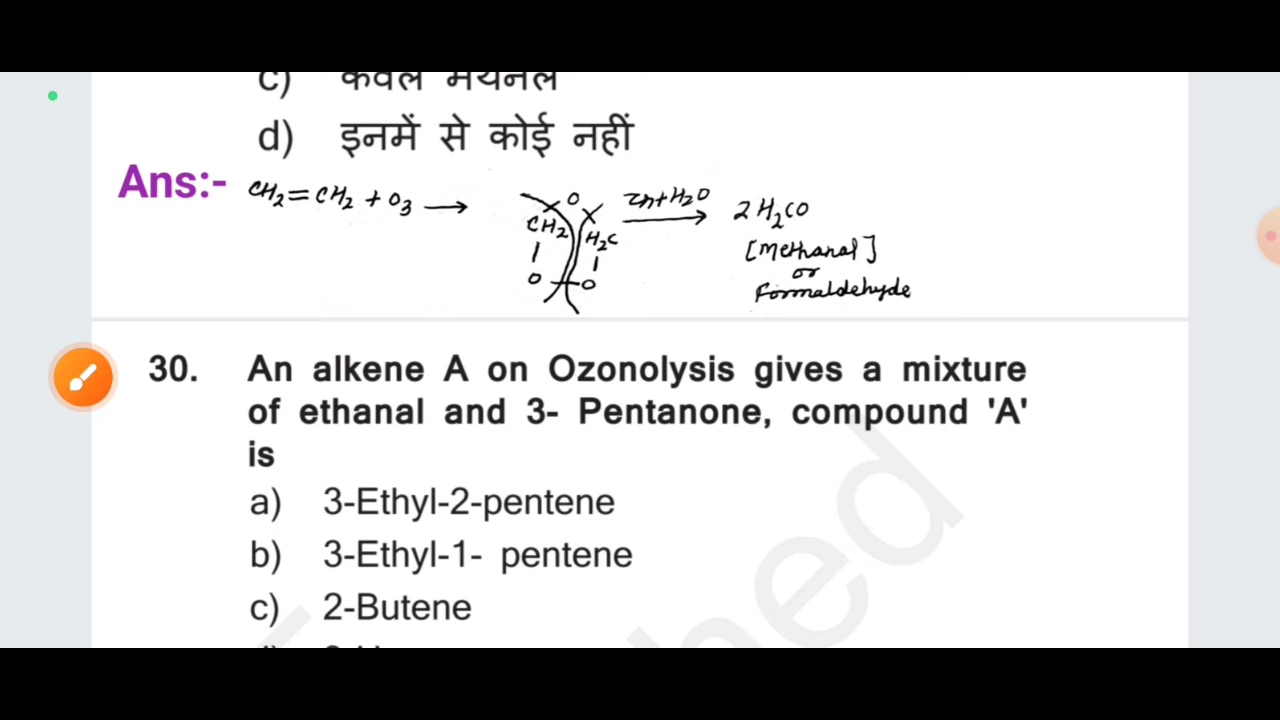 c) केवल मेथनल
d) इनमें से कोई नहीं
Ans:- CH₂=CH₂ + O₃ ⟶
O
CH₂ H₂C
O O
Zn+H₂O
2H₂CO
[Methanal]
or
Formaldehyde
30. An alkene A on Ozonolysis gives a mixture
of ethanal and 3- Pentanone, compound 'A'
is
a) 3-Ethyl-2-pentene
b) 3-Ethyl-1- pentene
c) 2-Butene